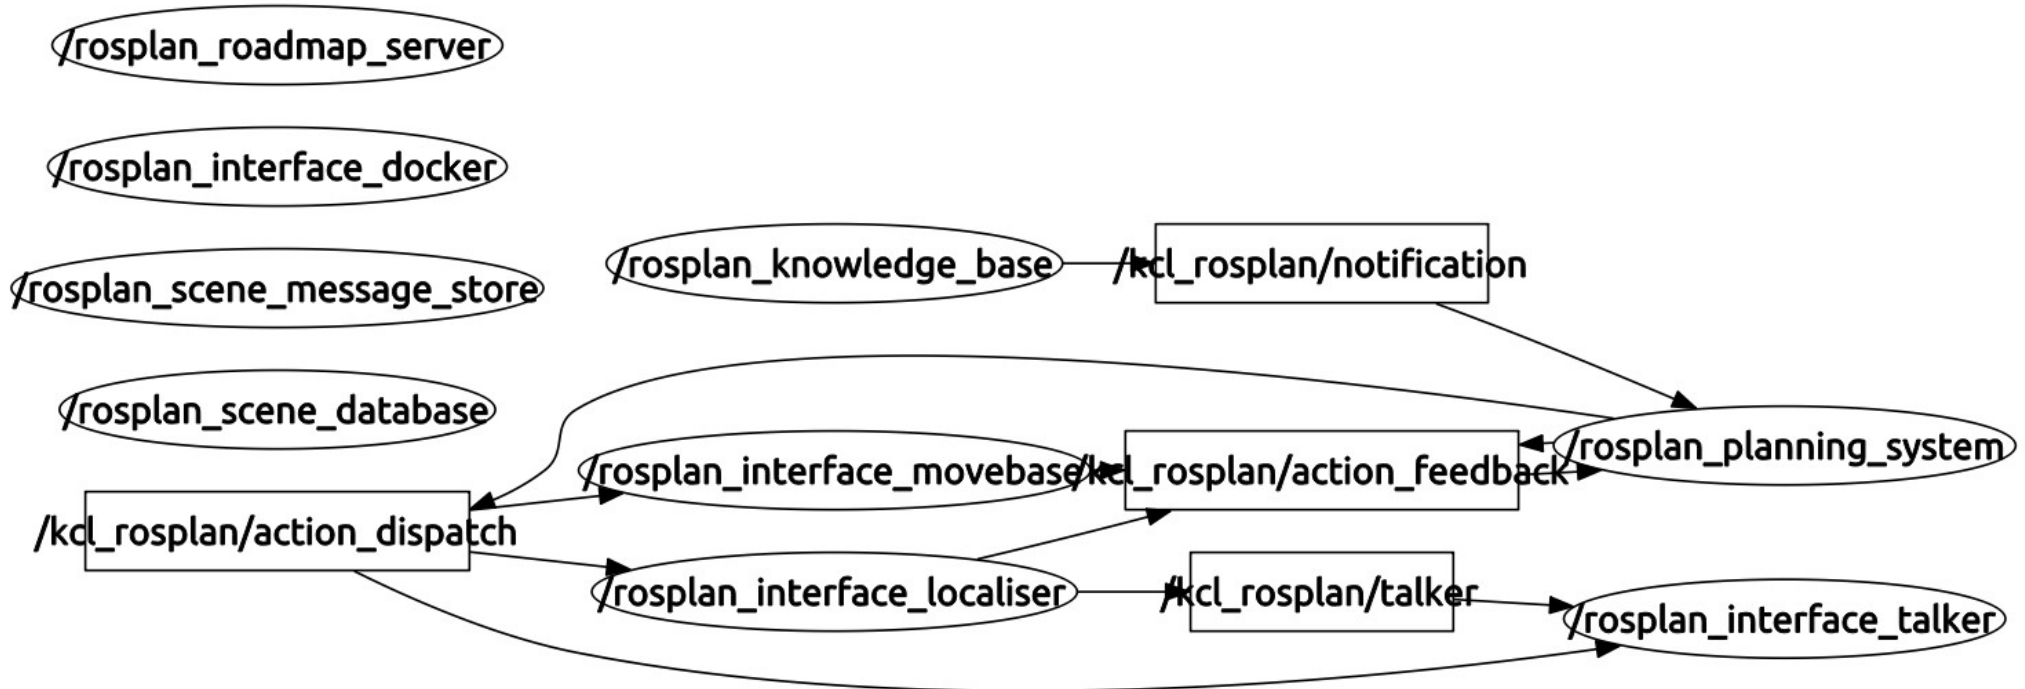 /rosplan_roadmap_server
/rosplan_interface_docker
/rosplan_scene_message_store
/rosplan_scene_database
/kcl_rosplan/action_dispatch
/rosplan_knowledge_base
/rosplan_interface_movebase
/rosplan_interface_localiser
/kcl_rosplan/notification
/kcl_rosplan/action_feedback
/kcl_rosplan/talker
/rosplan_planning_system
/rosplan_interface_talker